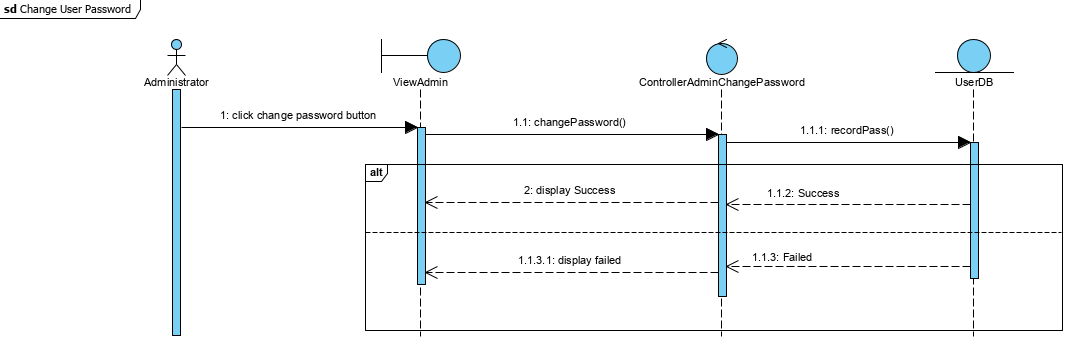 sd Change User Password
Administrator
ViewAdmin
ControllerAdminChangePassword
UserDB
1: click change password button
1.1: changePassword()
1.1.1: recordPass()
alt
2: display Success
1.1.2: Success
1.1.3.1: display failed
1.1.3: Failed